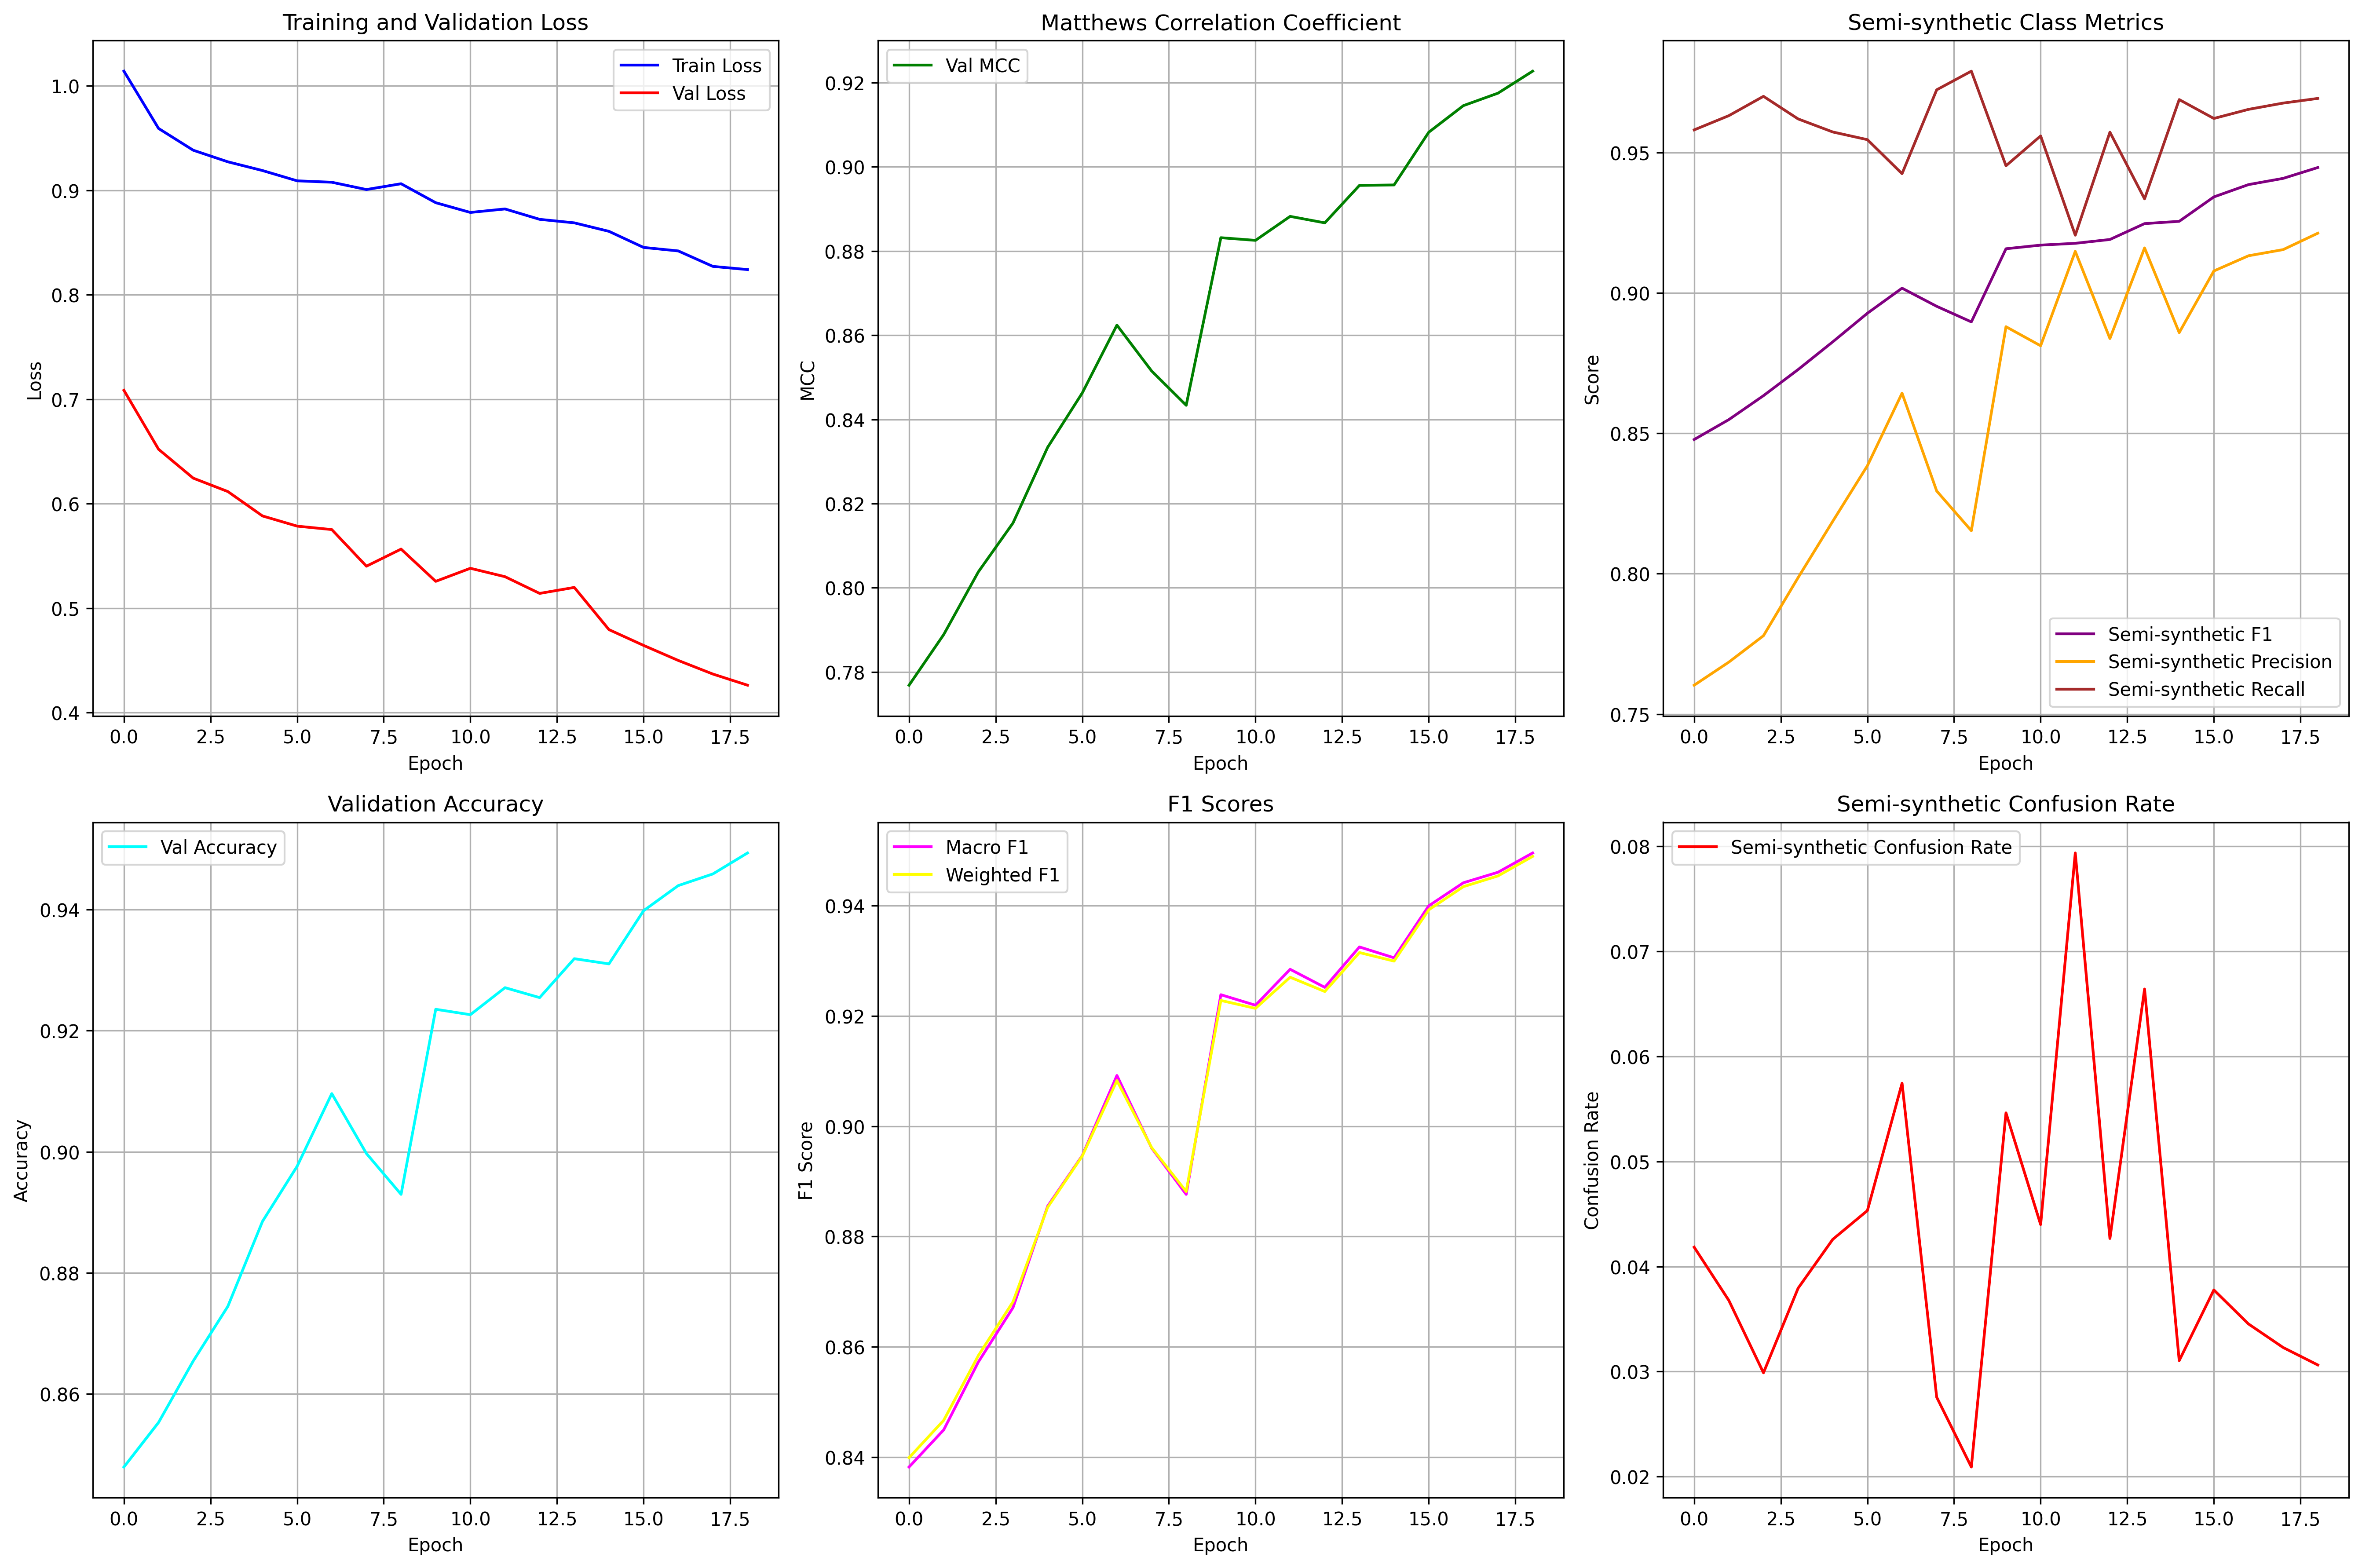 Training and Validation Loss
Train Loss
Val Loss
1.0
0.9
0.8
0.7
0.6
0.5
0.4
Loss
0.0 2.5 5.0 7.5 10.0 12.5 15.0 17.5
Epoch
Matthews Correlation Coefficient
Val MCC
0.92
0.90
0.88
0.86
0.84
0.82
0.80
0.78
MCC
0.0 2.5 5.0 7.5 10.0 12.5 15.0 17.5
Epoch
Semi-synthetic Class Metrics
0.95
0.90
0.85
0.80
0.75
Score
Semi-synthetic F1
Semi-synthetic Precision
Semi-synthetic Recall
0.0 2.5 5.0 7.5 10.0 12.5 15.0 17.5
Epoch
Validation Accuracy
Val Accuracy
0.94
0.92
0.90
0.88
0.86
Accuracy
0.0 2.5 5.0 7.5 10.0 12.5 15.0 17.5
Epoch
F1 Scores
Macro F1
Weighted F1
0.94
0.92
0.90
0.88
0.86
0.84
F1 Score
0.0 2.5 5.0 7.5 10.0 12.5 15.0 17.5
Epoch
Semi-synthetic Confusion Rate
Semi-synthetic Confusion Rate
0.08
0.07
0.06
0.05
0.04
0.03
0.02
Confusion Rate
0.0 2.5 5.0 7.5 10.0 12.5 15.0 17.5
Epoch